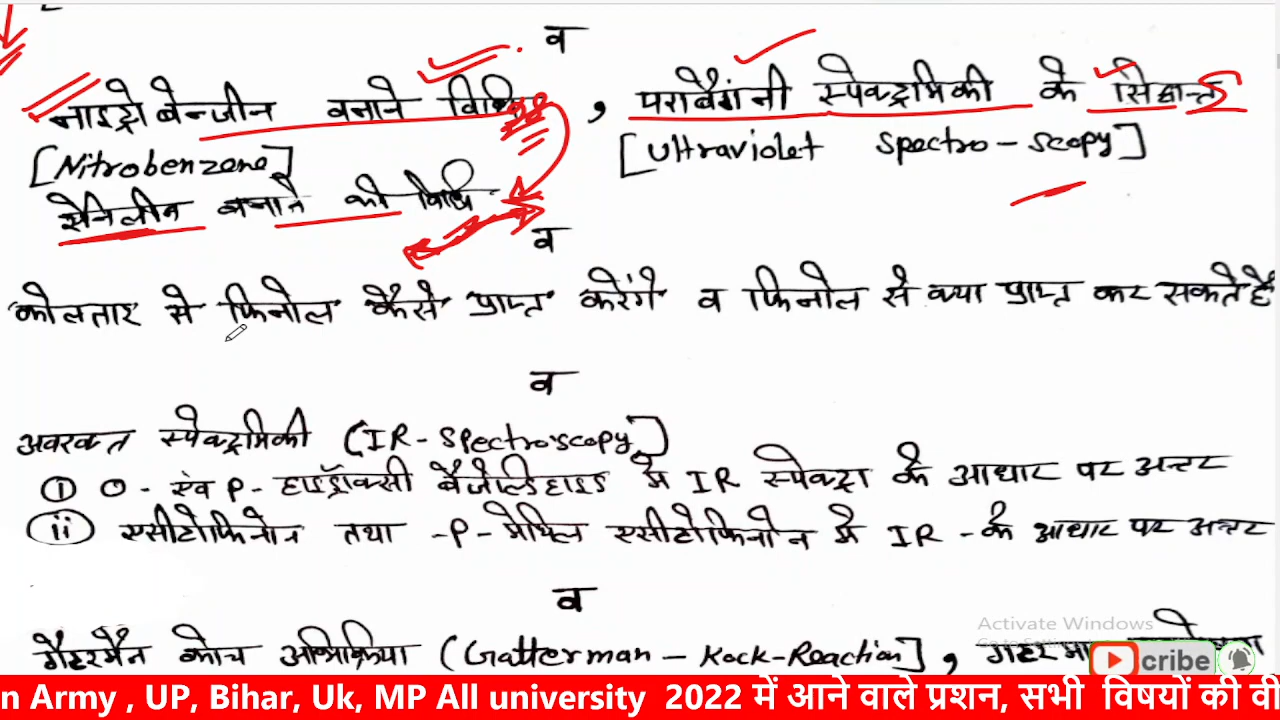 व
नाइट्रो बेन्जीन बनाने विधि , पराबैंगनी स्पेक्ट्रमिकी के सिद्धान्त
[Nitrobenzene] [Ultraviolet Spectro-scopy]
ऐनिलीन बनाने की विधि
व
कोलतार से फिनोल कैसे प्राप्त करेंगे व फिनोल से क्या प्राप्त कर सकते हैं
व
अवरक्त स्पेक्ट्रमिकी (IR-Spectroscopy)
(i) O- एंव P- हाइड्रॉक्सी बैंजेल्डिहाइड में IR स्पेक्ट्रा के आधार पर अन्तर
(ii) एसीटोफिनोन तथा -P-मेथिल एसीटोफिनोन में IR -के आधार पर अन्तर
व
गैटरमैन कोच अभिक्रिया (Gatterman-Kock-Reaction],
Activate Windows
cribe
n Army , UP, Bihar, Uk, MP All university 2022 में आने वाले प्रशन, सभी विषयों की वी